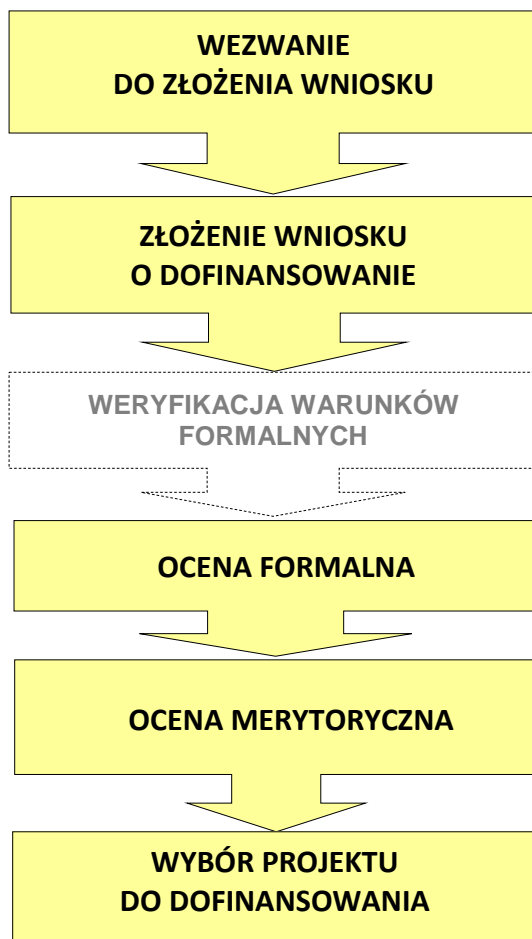 WEZWANIE
DO ZŁOŻENIA WNIOSKU
ZŁOŻENIE WNIOSKU
O DOFINANSOWANIE
WERYFIKACJA WARUNKÓW
FORMALNYCH
OCENA FORMALNA
OCENA MERYTORYCZNA
WYBÓR PROJEKTU
DO DOFINANSOWANIA